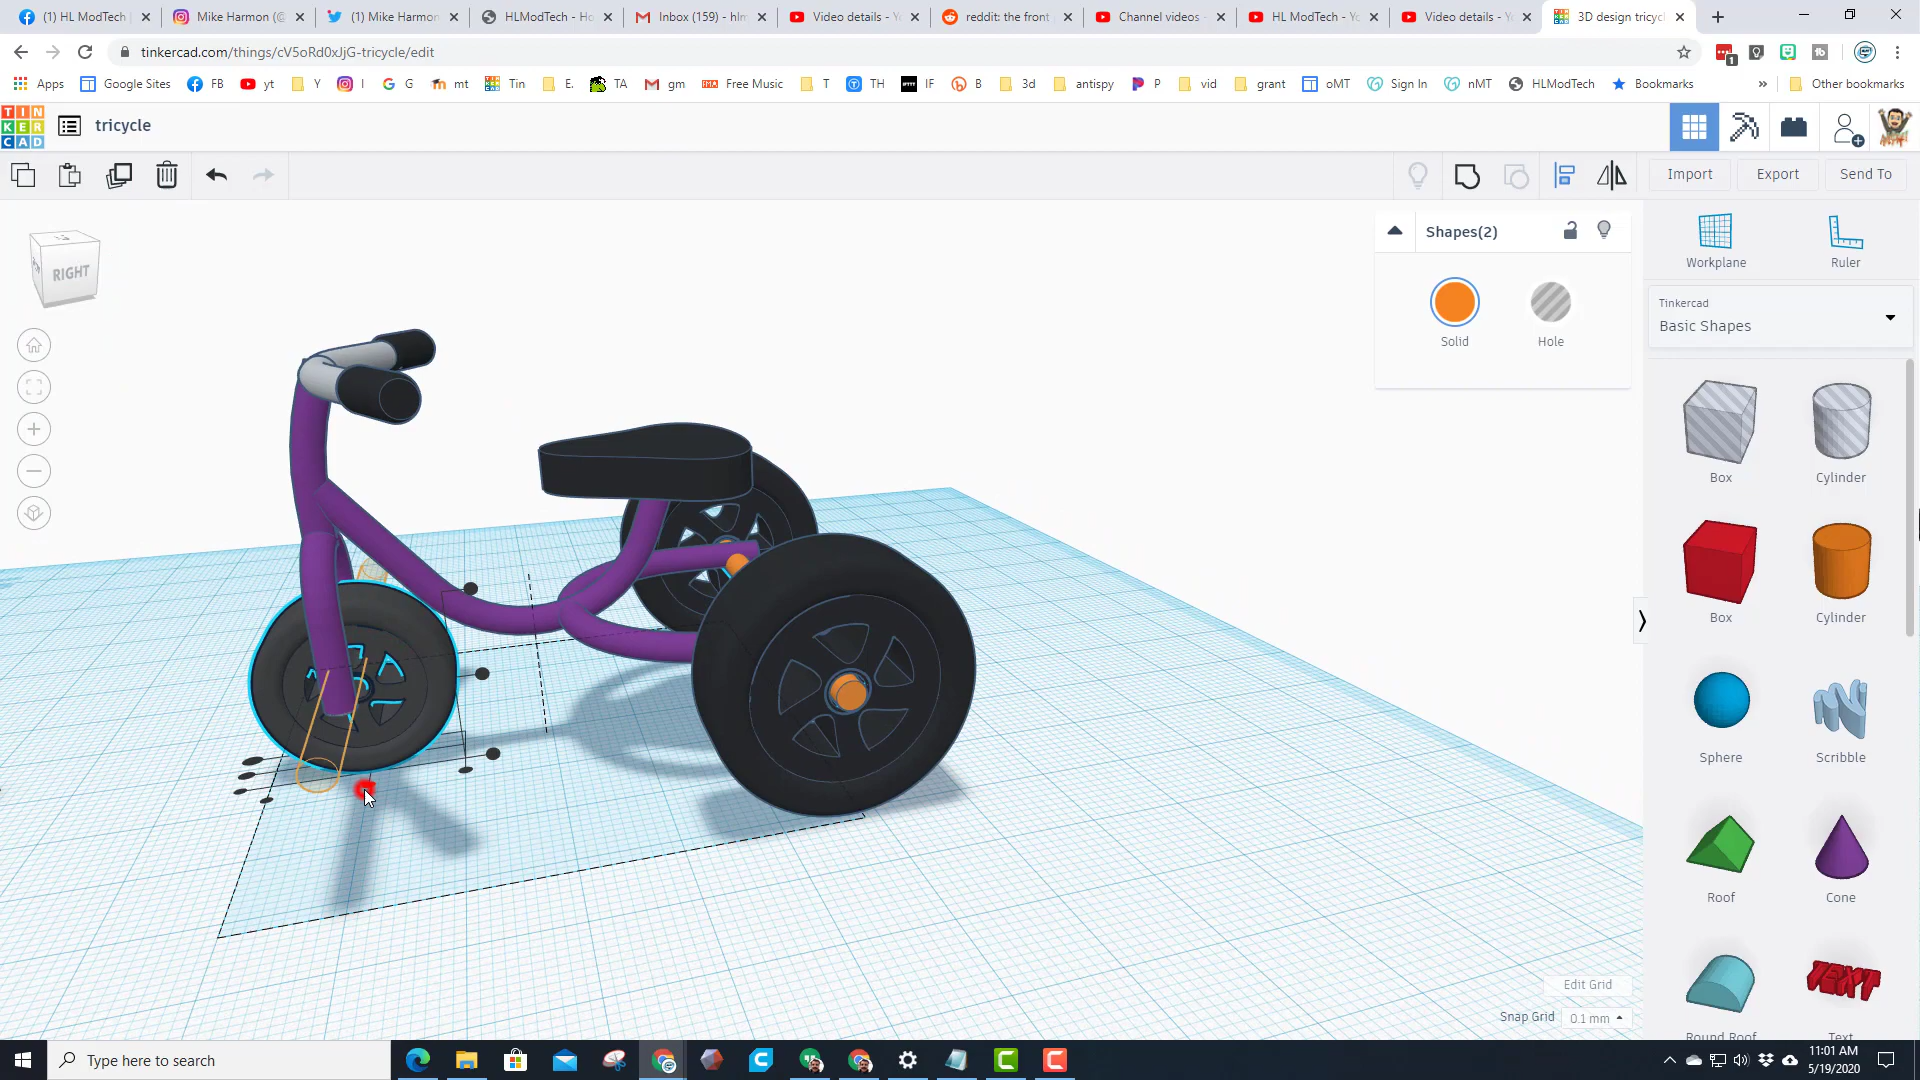 (1) HL ModTech |
Mike Harmon (@
(1) Mike Harmon
HLModTech - Ho
Inbox (159) - hlm
Video details - Yo
reddit: the front
Channel videos -
HL ModTech - Yo
Video details - Yo
3D design tricycl
tinkercad.com/things/cV5oRd0xJjG-tricycle/edit
1
Apps
Google Sites
FB
yt
Y
I
G
mt
Tin
E.
TA
gm
Free Music
T
TH
IF
B
3d
antispy
P
vid
grant
oMT
Sign In
nMT
HLModTech
Bookmarks
»
Other bookmarks
TIN
KER
CAD
tricycle
Import
Export
Send To
RIGHT
Shapes(2)
Solid
Hole
Workplane
Ruler
Tinkercad
Basic Shapes
Box
Cylinder
Box
Cylinder
Sphere
Scribble
Roof
Cone
TEXT
Round Roof
Text
Edit Grid
Snap Grid
0.1 mm
Type here to search
11:01 AM
5/19/2020